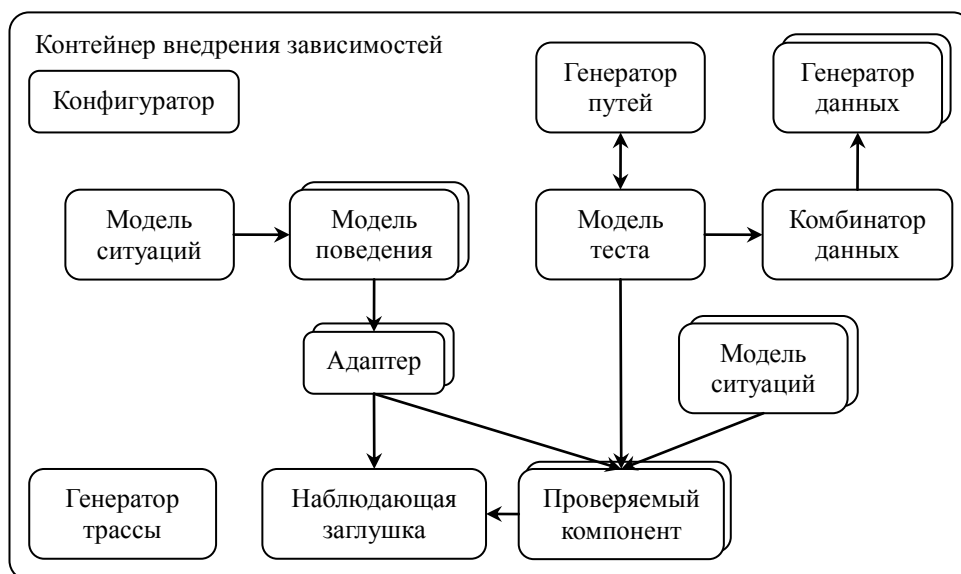 Контейнер внедрения зависимостей
Конфигуратор
Генератор
путей
Генератор
данных
Модель
ситуаций
Модель
поведения
Модель
теста
Комбинатор
данных
Адаптер
Модель
ситуаций
Генератор
трассы
Наблюдающая
заглушка
Проверяемый
компонент